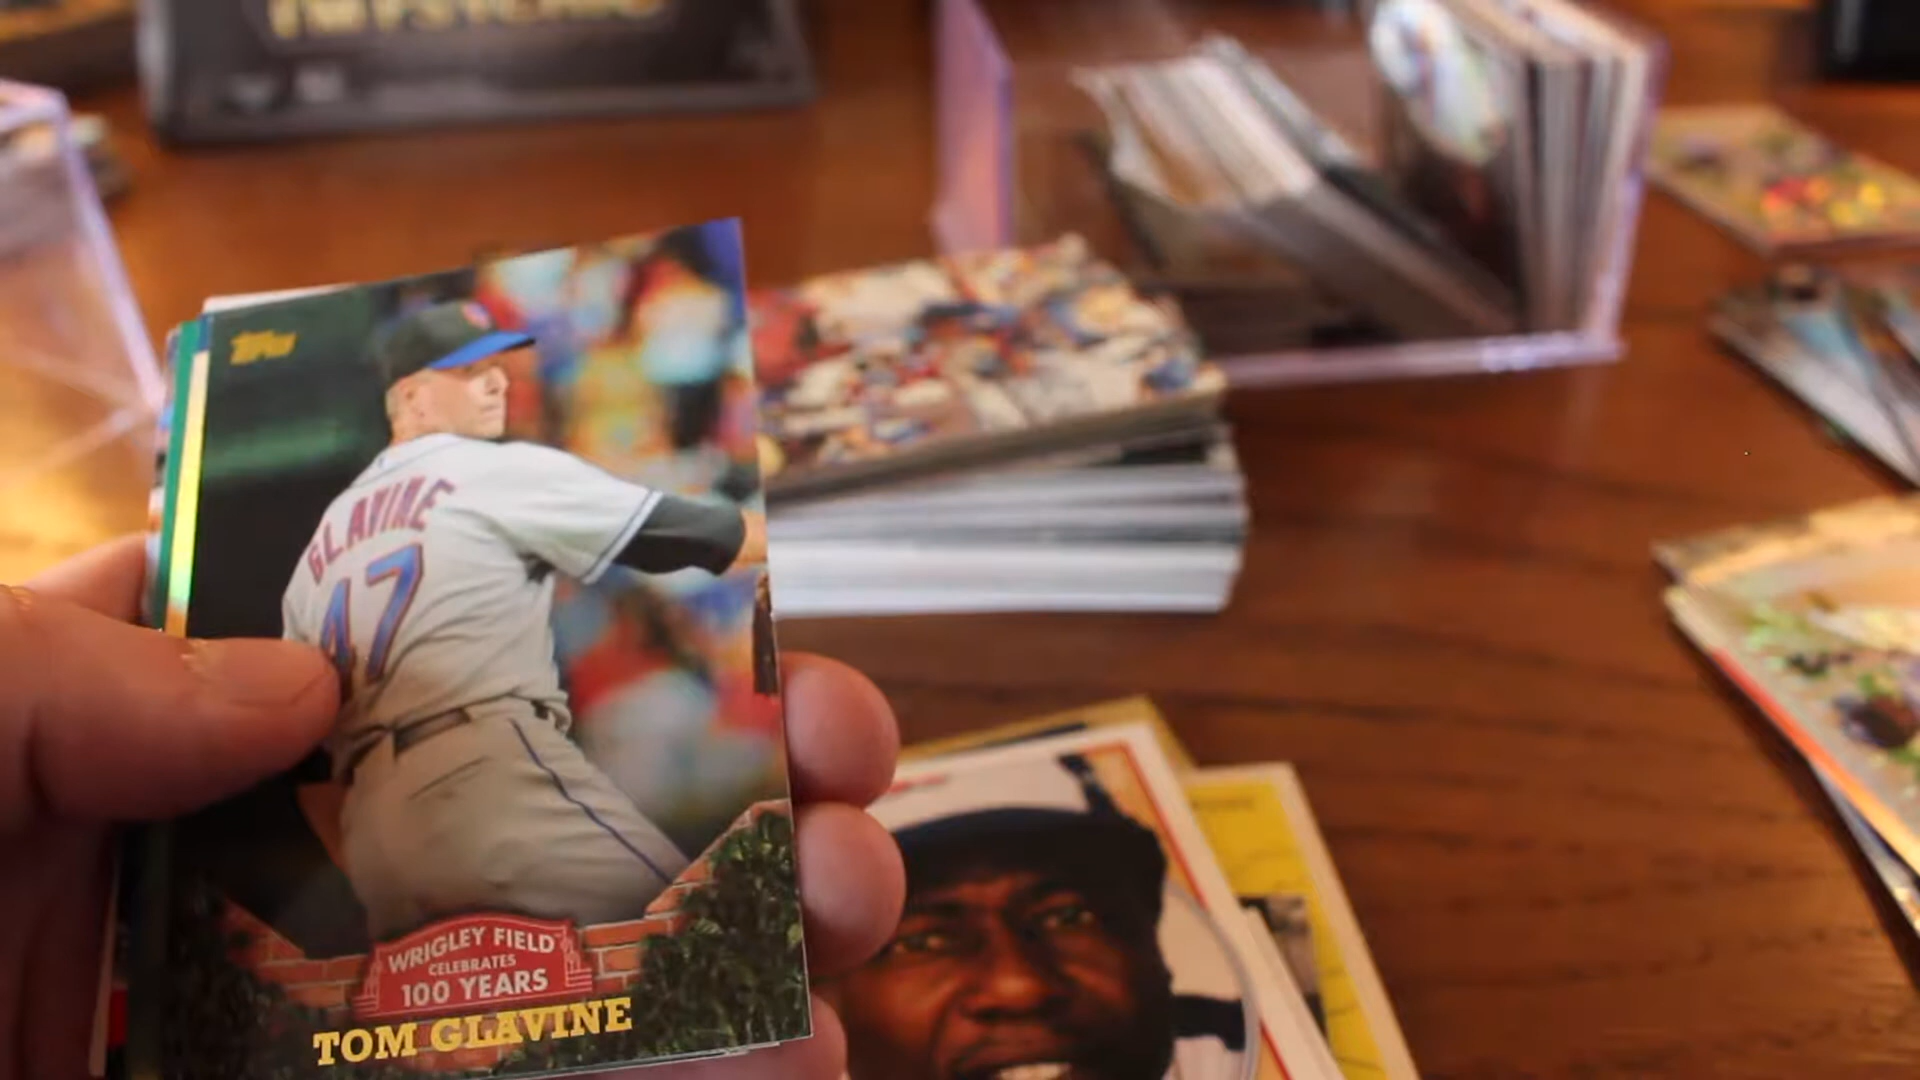 Topps
GLAVINE
47
WRIGLEY FIELD
CELEBRATES
100 YEARS
TOM GLAVINE